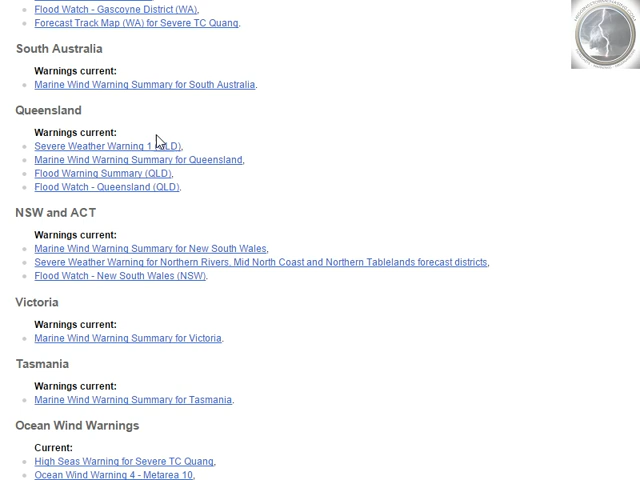 Flood Watch - Gascoyne District (WA),
Forecast Track Map (WA) for Severe TC Quang.
South Australia
Warnings current:
Marine Wind Warning Summary for South Australia.
Queensland
Warnings current:
Severe Weather Warning 1 LD),
Marine Wind Warning Summary for Queensland,
Flood Warning Summary (QLD),
Flood Watch - Queensland (QLD).
NSW and ACT
Warnings current:
Marine Wind Warning Summary for New South Wales,
Severe Weather Warning for Northern Rivers, Mid North Coast and Northern Tablelands forecast districts,
Flood Watch - New South Wales (NSW).
Victoria
Warnings current:
Marine Wind Warning Summary for Victoria.
Tasmania
Warnings current:
Marine Wind Warning Summary for Tasmania.
Ocean Wind Warnings
Current:
High Seas Warning for Severe TC Quang,
Ocean Wind Warning 4 - Metarea 10,